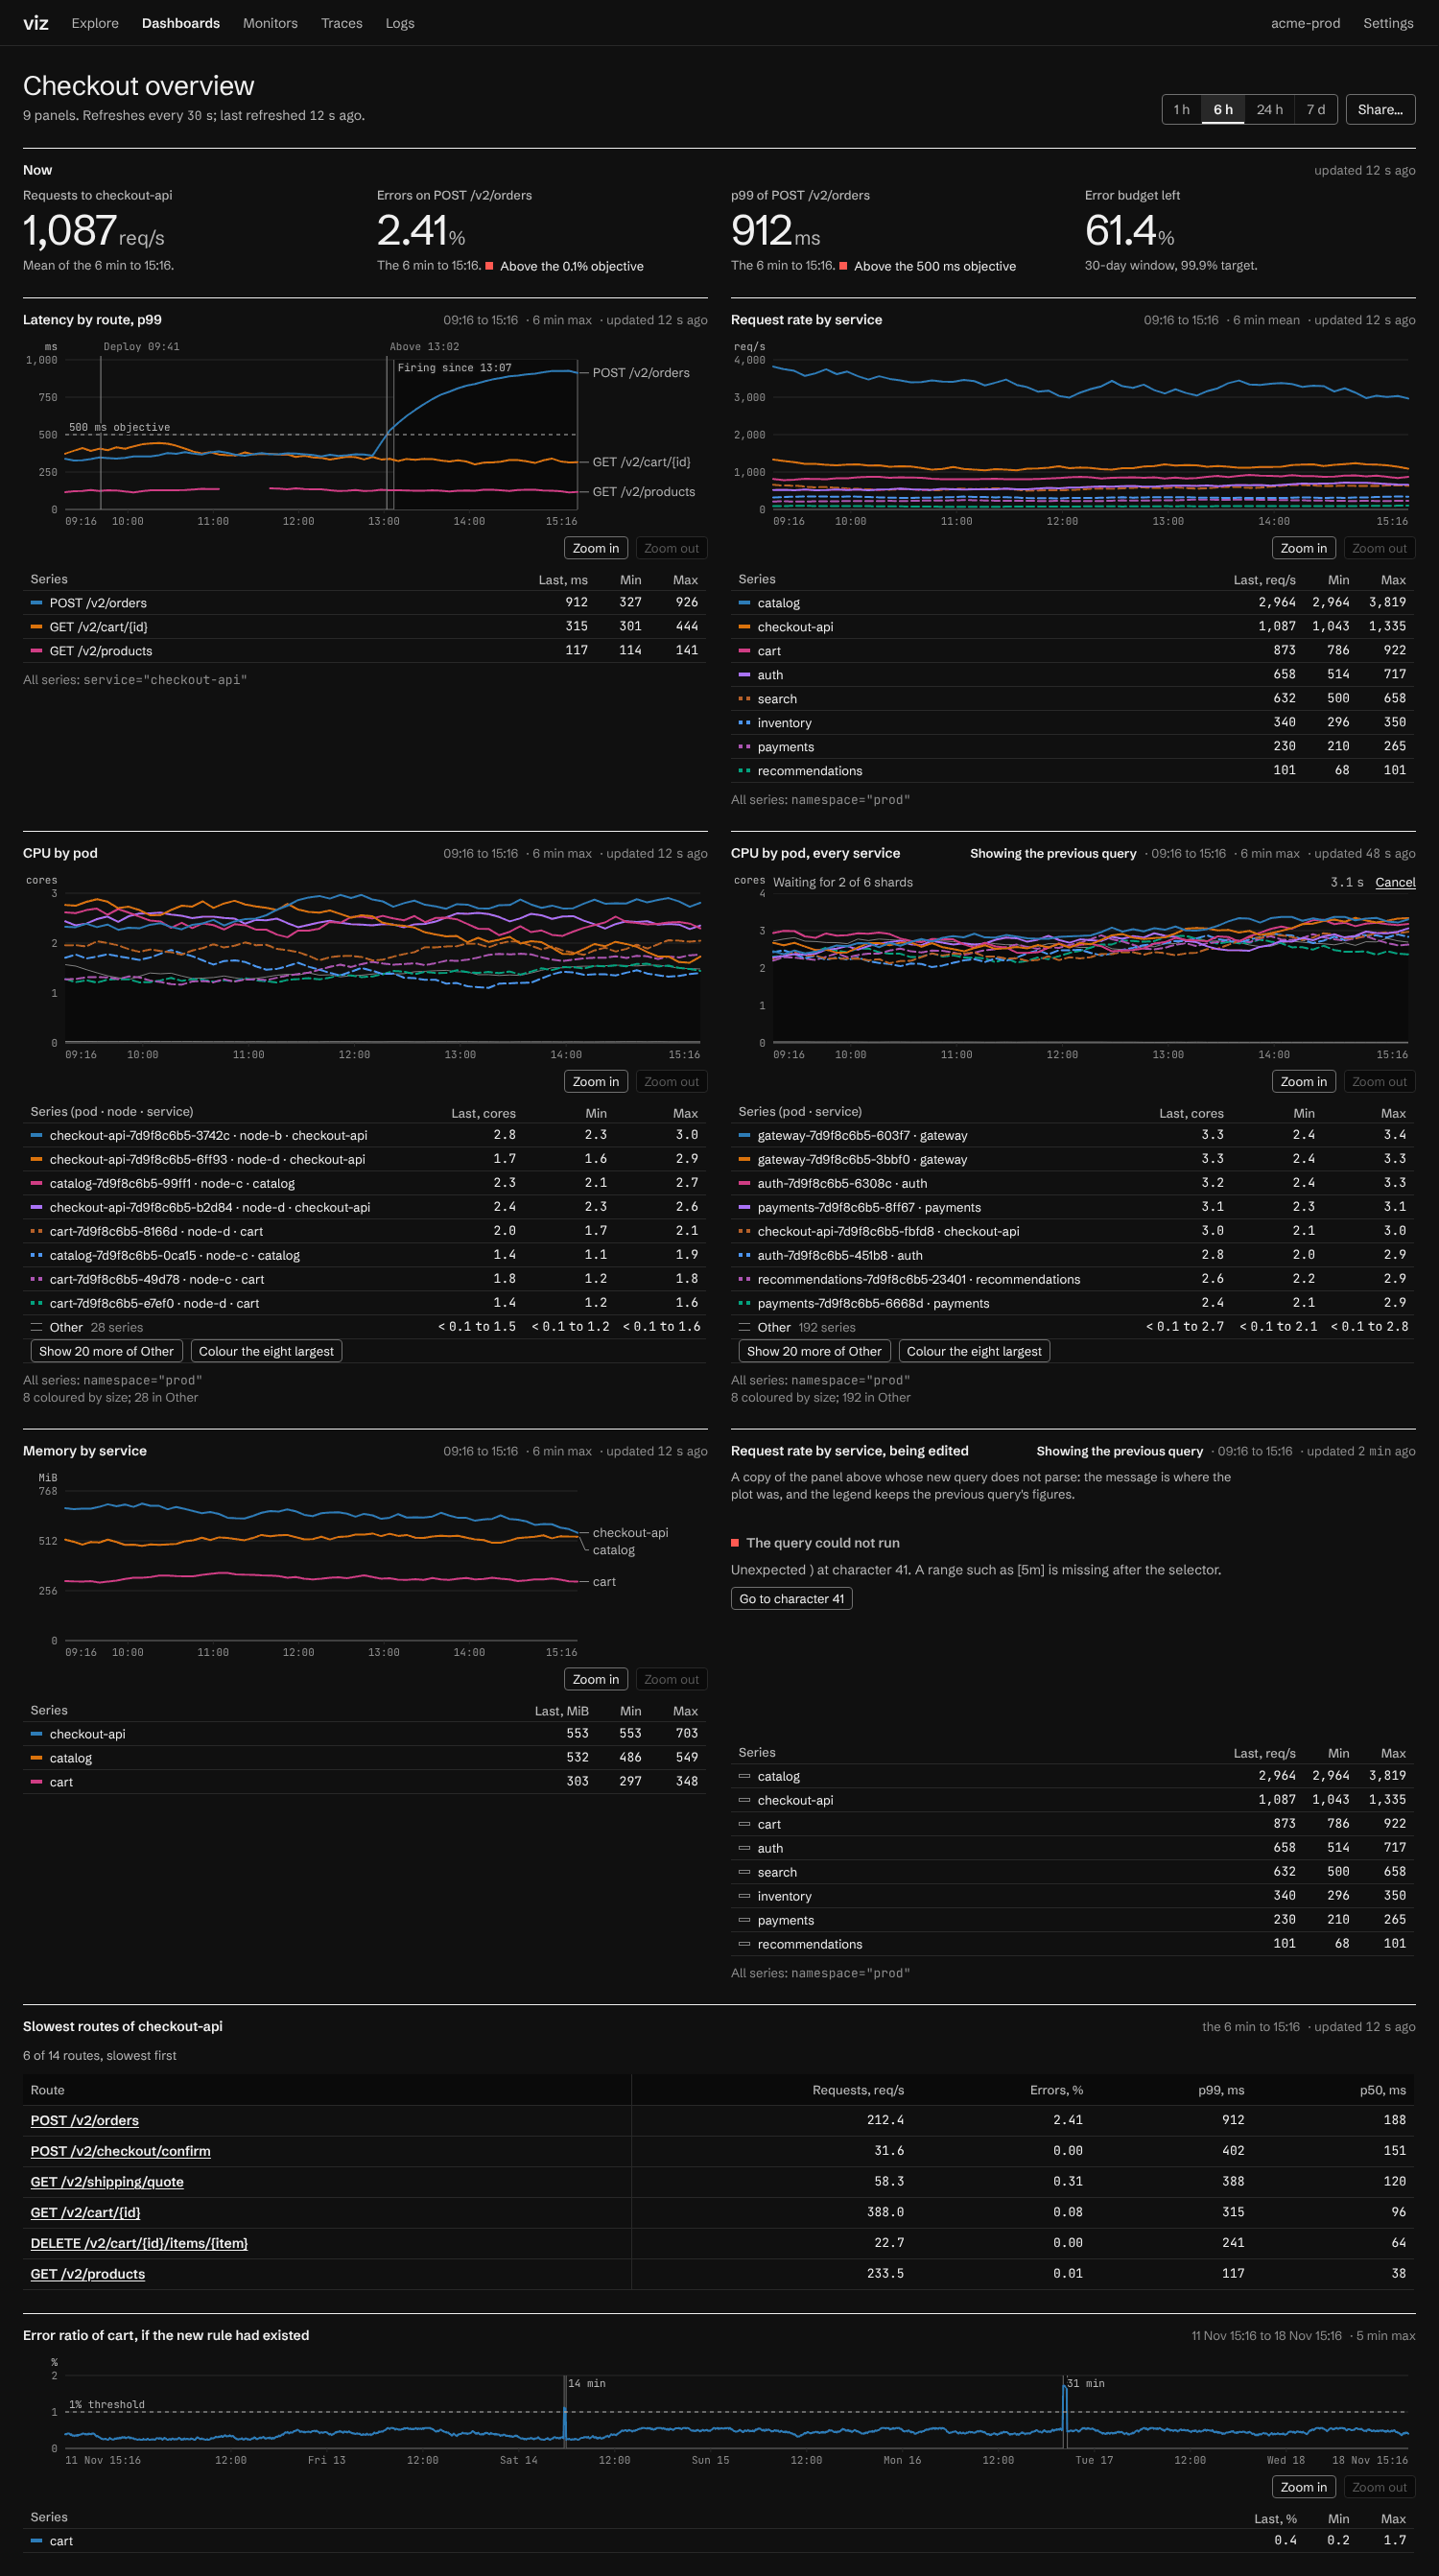 viz Explore Dashboards Monitors Traces Logs acme-prod Settings
Checkout overview
9 panels. Refreshes every 30 s; last refreshed 12 s ago.
1 h 6 h 24 h 7 d Share…
Now updated 12 s ago
Requests to checkout-api
1,087 req/s
Mean of the 6 min to 15:16.
Errors on POST /v2/orders
2.41%
The 6 min to 15:16. Above the 0.1% objective
p99 of POST /v2/orders
912 ms
The 6 min to 15:16. Above the 500 ms objective
Error budget left
61.4%
30-day window, 99.9% target.
Latency by route, p99 09:16 to 15:16 · 6 min max · updated 12 s ago
ms Deploy 09:41 Above 13:02
1,000 Firing since 13:07 POST /v2/orders
750
500 500 ms objective
250 GET /v2/cart/{id}
GET /v2/products
0
09:16 10:00 11:00 12:00 13:00 14:00 15:16
Zoom in Zoom out
Series Last, ms Min Max
POST /v2/orders 912 327 926
GET /v2/cart/{id} 315 301 444
GET /v2/products 117 114 141
All series: service="checkout-api"
Request rate by service 09:16 to 15:16 · 6 min mean · updated 12 s ago
req/s
4,000
3,000
2,000
1,000
0
09:16 10:00 11:00 12:00 13:00 14:00 15:16
Zoom in Zoom out
Series Last, req/s Min Max
catalog 2,964 2,964 3,819
checkout-api 1,087 1,043 1,335
cart 873 786 922
auth 658 514 717
search 632 500 658
inventory 340 296 350
payments 230 210 265
recommendations 101 68 101
All series: namespace="prod"
CPU by pod 09:16 to 15:16 · 6 min max · updated 12 s ago
cores
3
2
1
0
09:16 10:00 11:00 12:00 13:00 14:00 15:16
Zoom in Zoom out
Series (pod · node · service) Last, cores Min Max
checkout-api-7d9f8c6b5-3742c · node-b · checkout-api 2.8 2.3 3.0
checkout-api-7d9f8c6b5-6ff93 · node-d · checkout-api 1.7 1.6 2.9
catalog-7d9f8c6b5-99ff1 · node-c · catalog 2.3 2.1 2.7
checkout-api-7d9f8c6b5-b2d84 · node-d · checkout-api 2.4 2.3 2.6
cart-7d9f8c6b5-8166d · node-d · cart 2.0 1.7 2.1
catalog-7d9f8c6b5-0ca15 · node-c · catalog 1.4 1.1 1.9
cart-7d9f8c6b5-49d78 · node-c · cart 1.8 1.2 1.8
cart-7d9f8c6b5-e7ef0 · node-d · cart 1.4 1.2 1.6
Other 28 series < 0.1 to 1.5 < 0.1 to 1.2 < 0.1 to 1.6
Show 20 more of Other Colour the eight largest
All series: namespace="prod"
8 coloured by size; 28 in Other
CPU by pod, every service Showing the previous query · 09:16 to 15:16 · 6 min max · updated 48 s ago
cores Waiting for 2 of 6 shards 3.1 s Cancel
4
3
2
1
0
09:16 10:00 11:00 12:00 13:00 14:00 15:16
Zoom in Zoom out
Series (pod · service) Last, cores Min Max
gateway-7d9f8c6b5-603f7 · gateway 3.3 2.4 3.4
gateway-7d9f8c6b5-3bbf0 · gateway 3.3 2.4 3.3
auth-7d9f8c6b5-6308c · auth 3.2 2.4 3.3
payments-7d9f8c6b5-8ff67 · payments 3.1 2.3 3.1
checkout-api-7d9f8c6b5-fbfd8 · checkout-api 3.0 2.1 3.0
auth-7d9f8c6b5-451b8 · auth 2.8 2.0 2.9
recommendations-7d9f8c6b5-23401 · recommendations 2.6 2.2 2.9
payments-7d9f8c6b5-6668d · payments 2.4 2.1 2.9
Other 192 series < 0.1 to 2.7 < 0.1 to 2.1 < 0.1 to 2.8
Show 20 more of Other Colour the eight largest
All series: namespace="prod"
8 coloured by size; 192 in Other
Memory by service 09:16 to 15:16 · 6 min max · updated 12 s ago
MiB
768
512 checkout-api
catalog
256 cart
0
09:16 10:00 11:00 12:00 13:00 14:00 15:16
Zoom in Zoom out
Series Last, MiB Min Max
checkout-api 553 553 703
catalog 532 486 549
cart 303 297 348
Request rate by service, being edited Showing the previous query · 09:16 to 15:16 · updated 2 min ago
A copy of the panel above whose new query does not parse: the message is where the
plot was, and the legend keeps the previous query's figures.
The query could not run
Unexpected ) at character 41. A range such as [5m] is missing after the selector.
Go to character 41
Series Last, req/s Min Max
catalog 2,964 2,964 3,819
checkout-api 1,087 1,043 1,335
cart 873 786 922
auth 658 514 717
search 632 500 658
inventory 340 296 350
payments 230 210 265
recommendations 101 68 101
All series: namespace="prod"
Slowest routes of checkout-api the 6 min to 15:16 · updated 12 s ago
6 of 14 routes, slowest first
Route Requests, req/s Errors, % p99, ms p50, ms
POST /v2/orders 212.4 2.41 912 188
POST /v2/checkout/confirm 31.6 0.00 402 151
GET /v2/shipping/quote 58.3 0.31 388 120
GET /v2/cart/{id} 388.0 0.08 315 96
DELETE /v2/cart/{id}/items/{item} 22.7 0.00 241 64
GET /v2/products 233.5 0.01 117 38
Error ratio of cart, if the new rule had existed 11 Nov 15:16 to 18 Nov 15:16 · 5 min max
%
2 14 min 31 min
1% threshold
1
0
11 Nov 15:16 12:00 Fri 13 12:00 Sat 14 12:00 Sun 15 12:00 Mon 16 12:00 Tue 17 12:00 Wed 18 18 Nov 15:16
Zoom in Zoom out
Series Last, % Min Max
cart 0.4 0.2 1.7